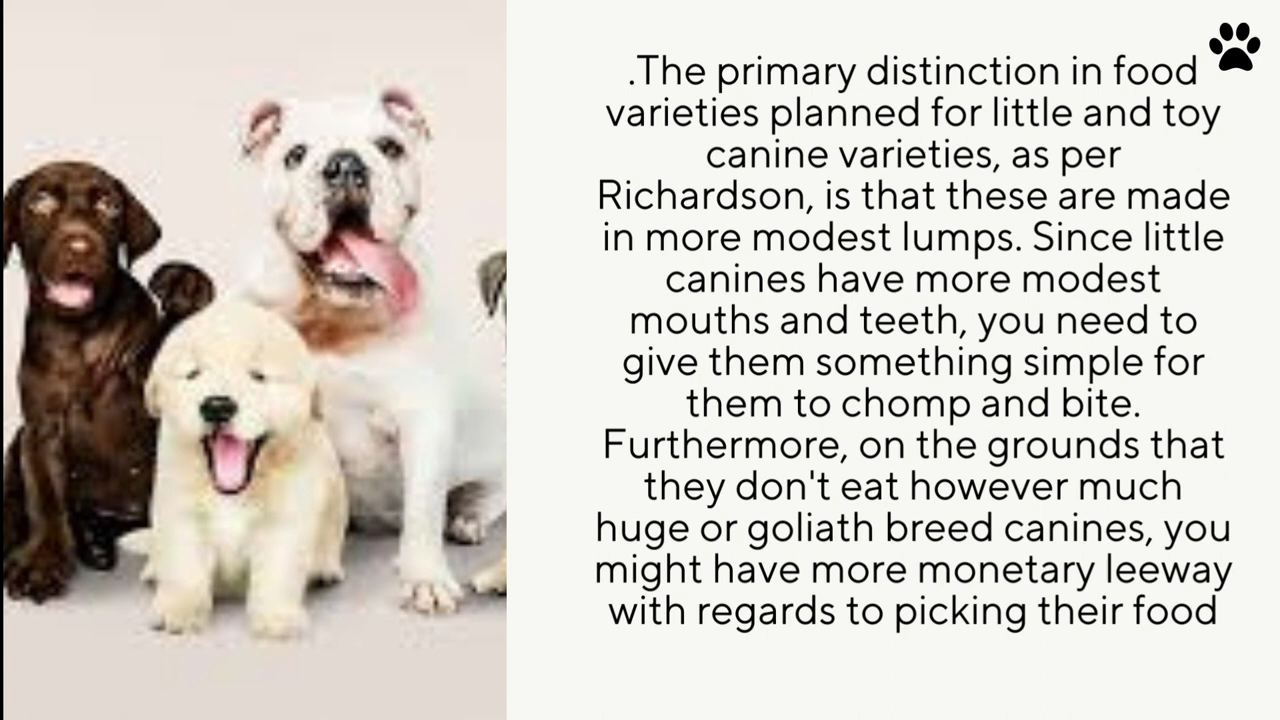 .The primary distinction in food
varieties planned for little and toy
canine varieties, as per
Richardson, is that these are made
in more modest lumps. Since little
canines have more modest
mouths and teeth, you need to
give them something simple for
them to chomp and bite.
Furthermore, on the grounds that
they don't eat however much
huge or goliath breed canines, you
might have more monetary leeway
with regards to picking their food